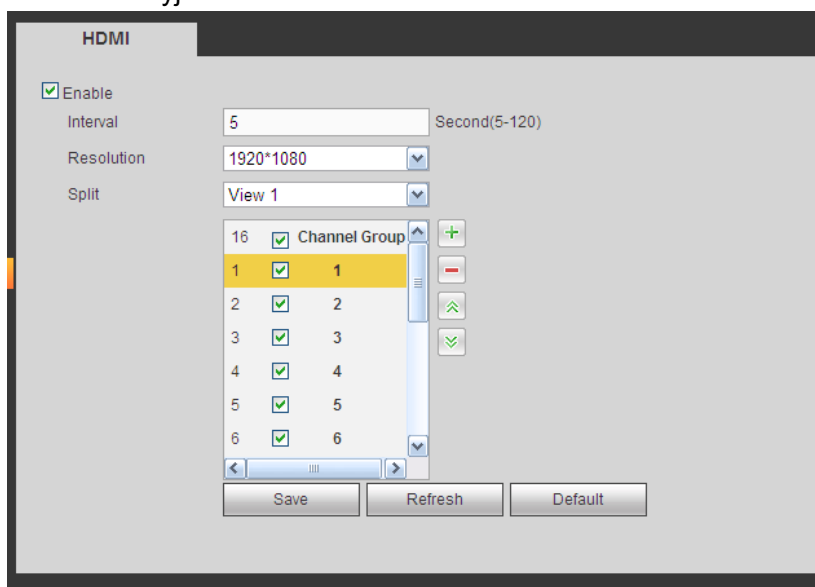 HDMI
Enable
Interval 5 Second(5-120)
Resolution 1920*1080
Split View 1
16 Channel Group
1 1
2 2
3 3
4 4
5 5
6 6
Save Refresh Default